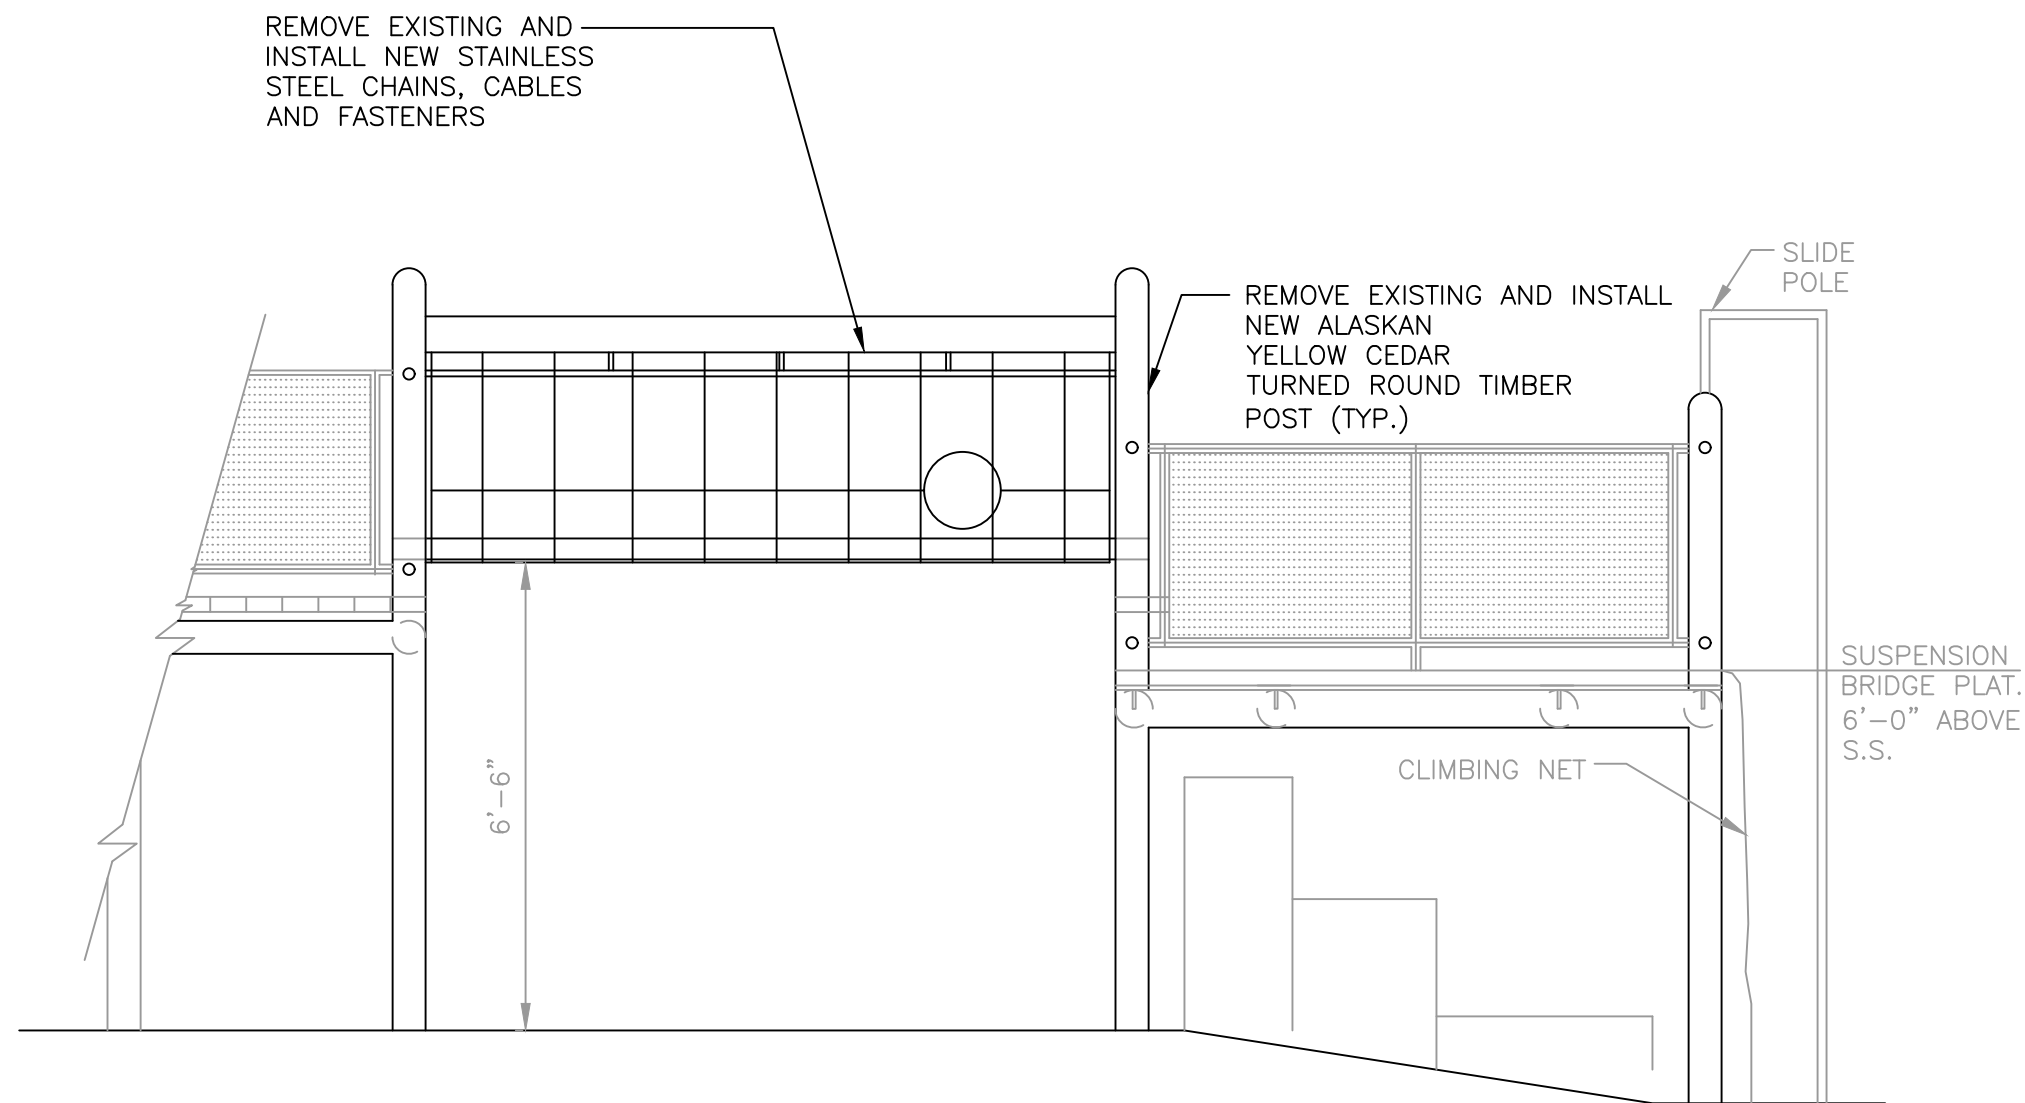 REMOVE EXISTING AND
INSTALL NEW STAINLESS
STEEL CHAINS, CABLES
AND FASTENERS
SLIDE
POLE
REMOVE EXISTING AND INSTALL
NEW ALASKAN
YELLOW CEDAR
TURNED ROUND TIMBER
POST (TYP.)
SUSPENSION
BRIDGE PLAT.
6'-0" ABOVE
S.S.
CLIMBING NET
6'-6"